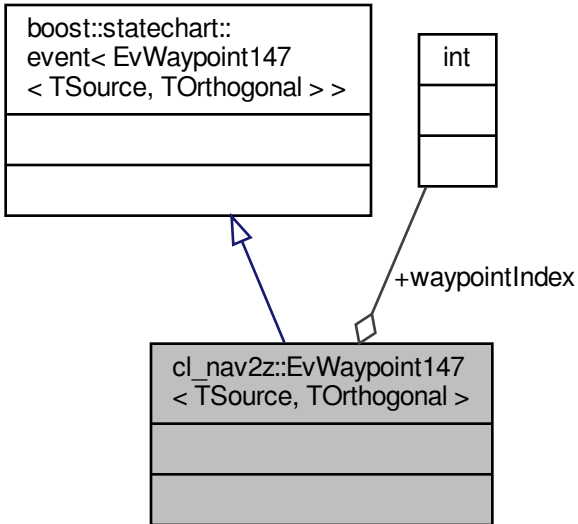 boost::statechart::
event< EvWaypoint147
< TSource, TOrthogonal > >
int
+waypointIndex
cl_nav2z::EvWaypoint147
< TSource, TOrthogonal >